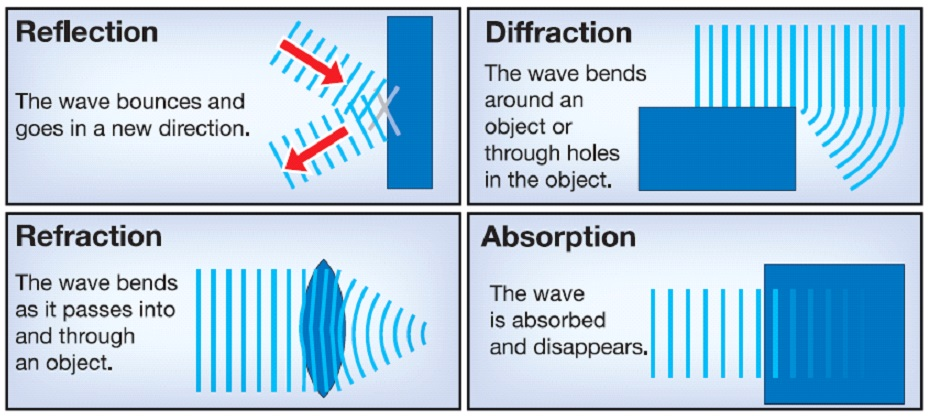 Reflection
The wave bounces and
goes in a new direction.
Diffraction
The wave bends
around an
object or
through holes
in the object.
Refraction
The wave bends
as it passes into
and through
an object.
Absorption
The wave
is absorbed
and disappears.